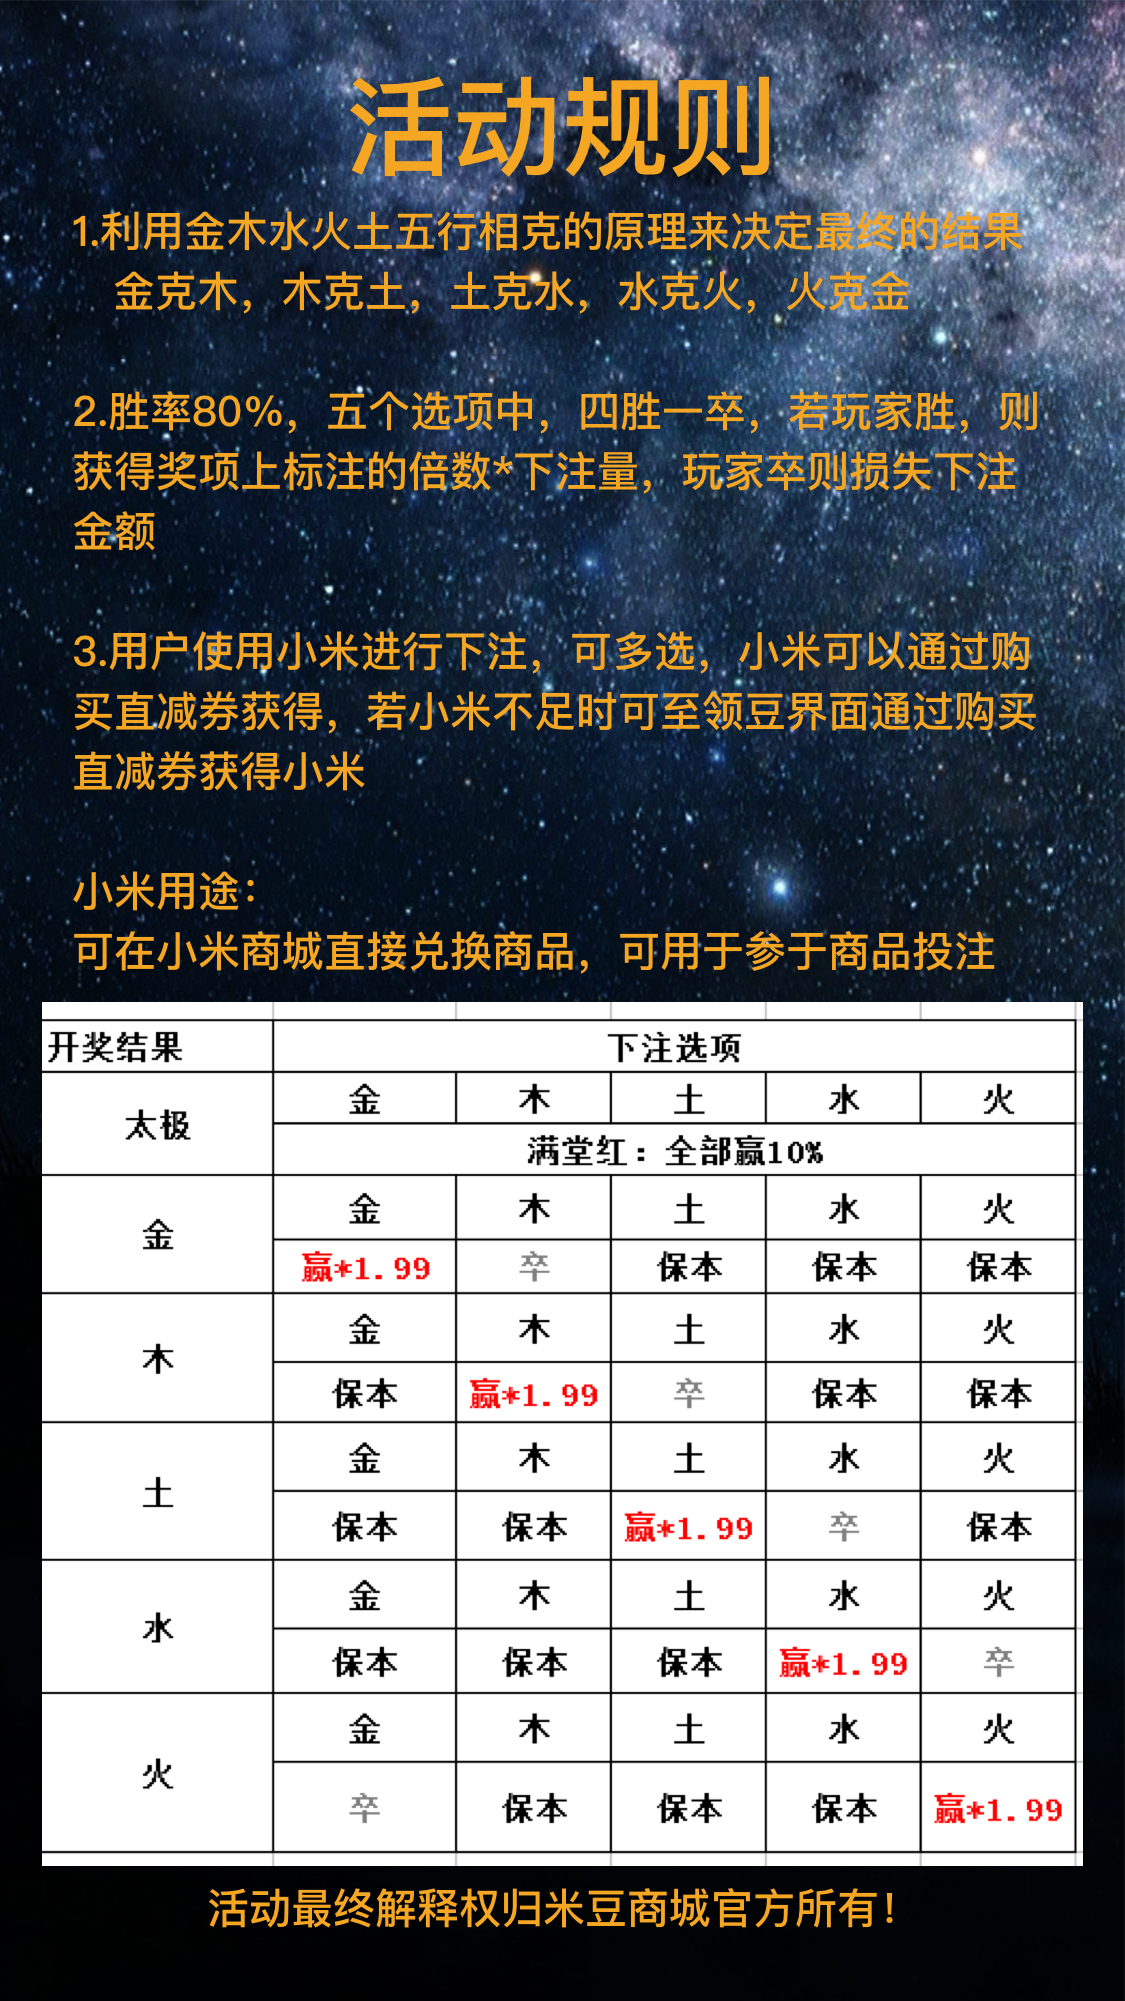 活动规则
1.利用金木水火土五行相克的原理来决定最终的结果
金克木，木克土，土克水，水克火，火克金
2.胜率80%，五个选项中，四胜一卒，若玩家胜，则
获得奖项上标注的倍数*下注量，玩家卒则损失下注
金额
3.用户使用小米进行下注，可多选，小米可以通过购
买直减券获得，若小米不足时可至领豆界面通过购买
直减券获得小米
小米用途：
可在小米商城直接兑换商品，可用于参于商品投注
开奖结果 下注选项
太极 金 木 土 水 火
满堂红：全部赢10%
金 金 木 土 水 火
赢*1.99 卒 保本 保本 保本
木 金 木 土 水 火
保本 赢*1.99 卒 保本 保本
土 金 木 土 水 火
保本 保本 赢*1.99 卒 保本
水 金 木 土 水 火
保本 保本 保本 赢*1.99 卒
火 金 木 土 水 火
卒 保本 保本 保本 赢*1.99
活动最终解释权归米豆商城官方所有！